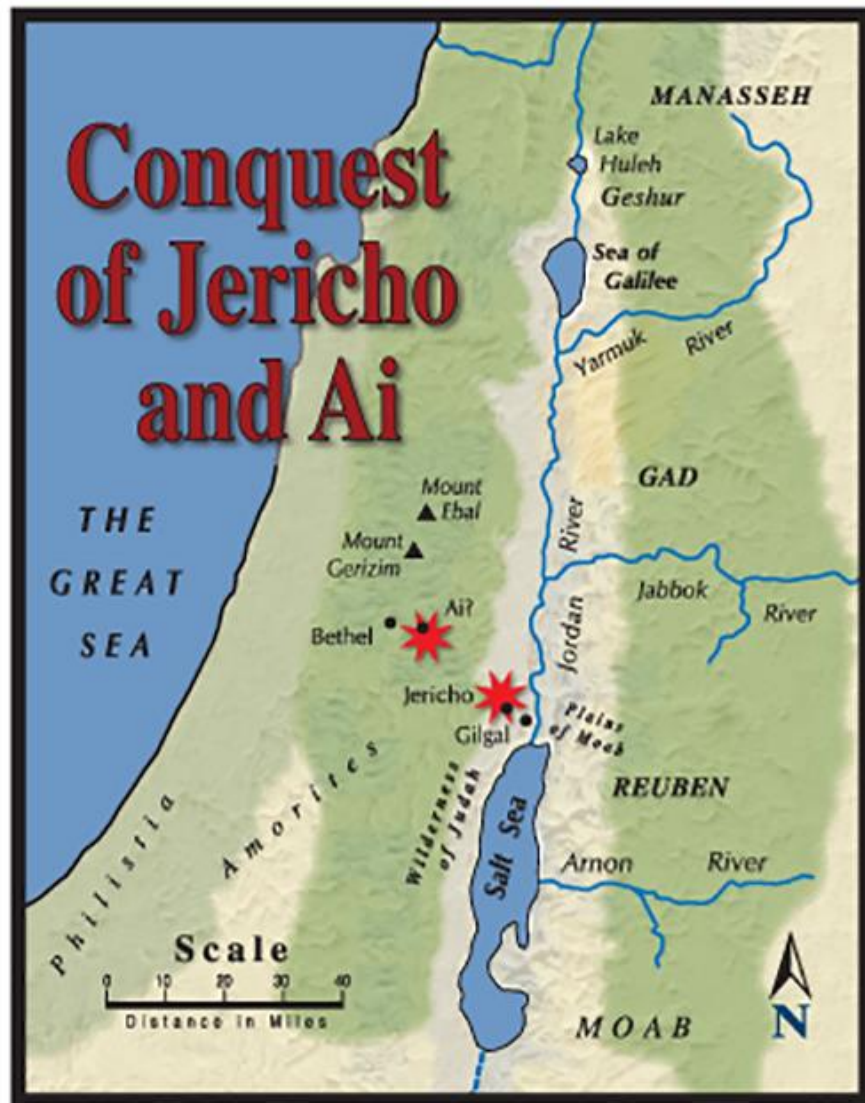 Conquest
of Jericho
and Ai
MANASSEH
Lake
Huleh
Geshur
Sea of
Galilee
Yarmuk River
GAD
Mount
Ebal
Mount
Gerizim
THE
GREAT
SEA
Jordan River
Jabbok River
Ai?
Bethel
Jericho
Gilgal
Plains
of Moab
Wilderness
of Judah
REUBEN
Salt Sea
Arnon River
Amorites
Philistia
Scale
0 10 20 30 40
Distance in Miles
MOAB
N